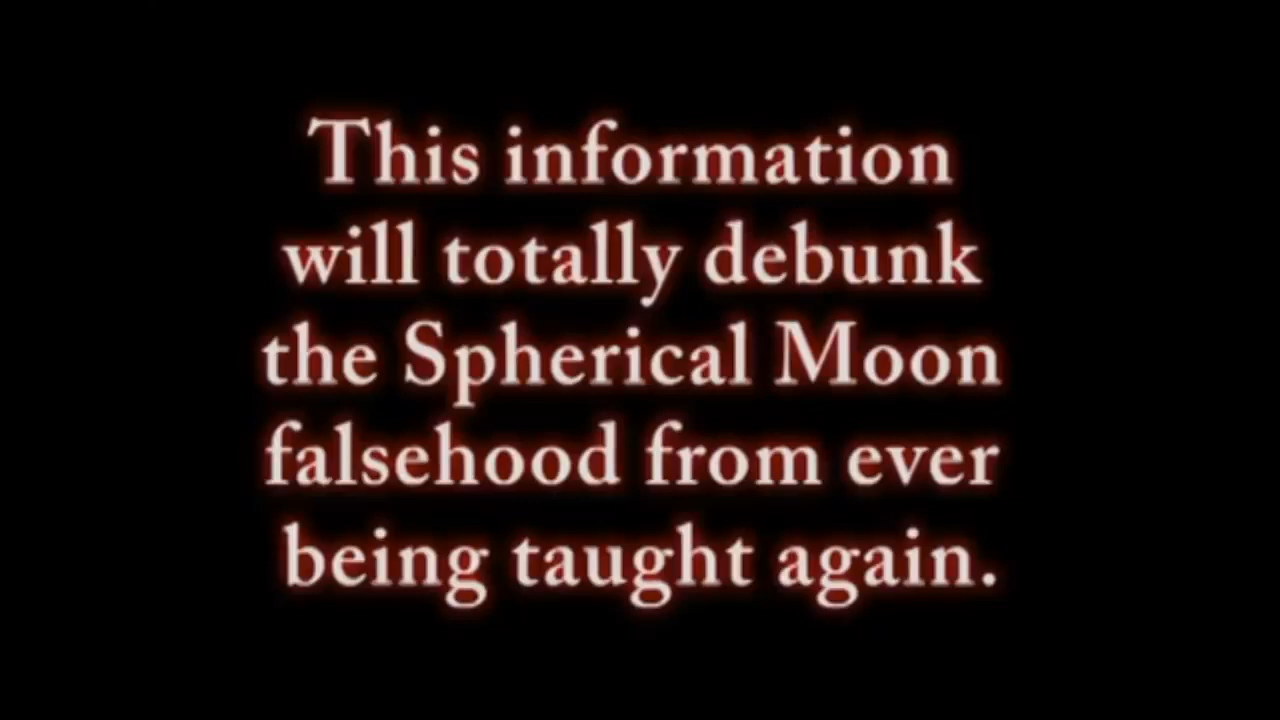 This information
will totally debunk
the Spherical Moon
falsehood from ever
being taught again.